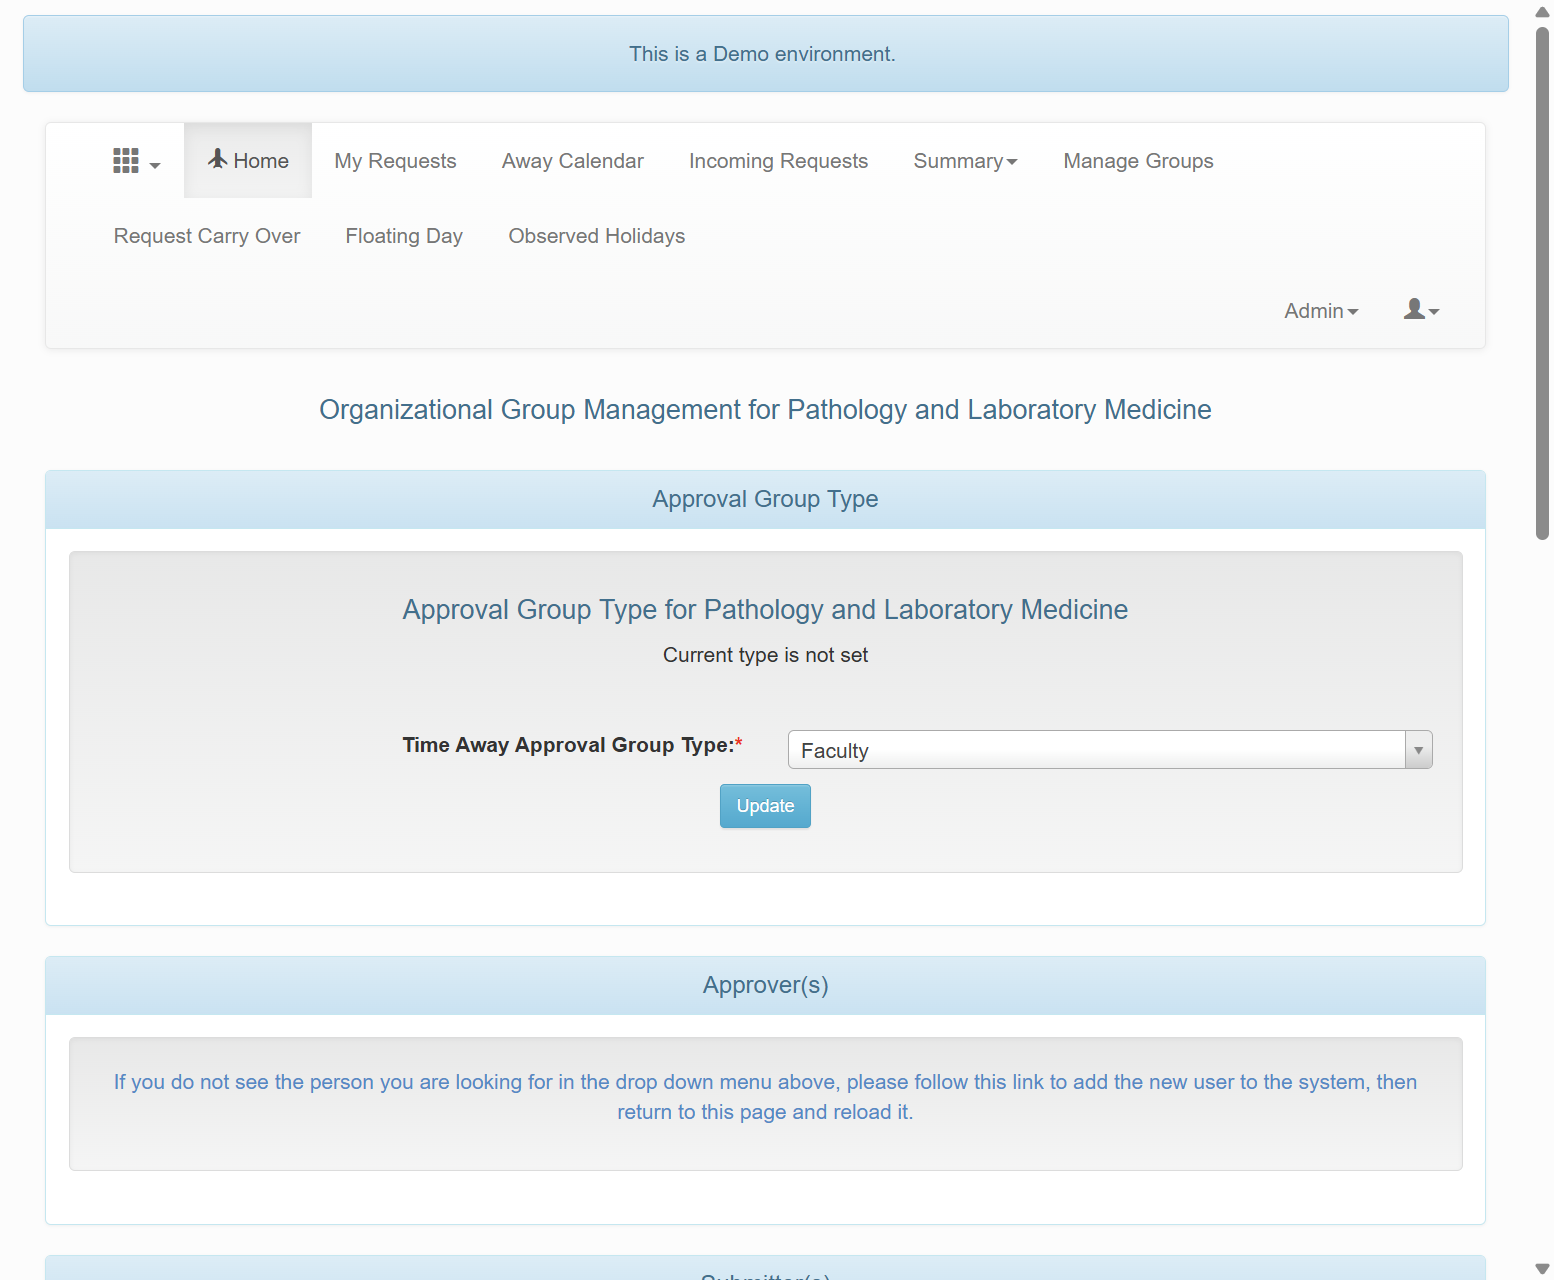 This is a Demo environment.
Home My Requests Away Calendar Incoming Requests Summary Manage Groups
Request Carry Over Floating Day Observed Holidays
Admin
Organizational Group Management for Pathology and Laboratory Medicine
Approval Group Type
Approval Group Type for Pathology and Laboratory Medicine
Current type is not set
Time Away Approval Group Type:* Faculty
Update
Approver(s)
If you do not see the person you are looking for in the drop down menu above, please follow this link to add the new user to the system, then
return to this page and reload it.
Submitter(s)